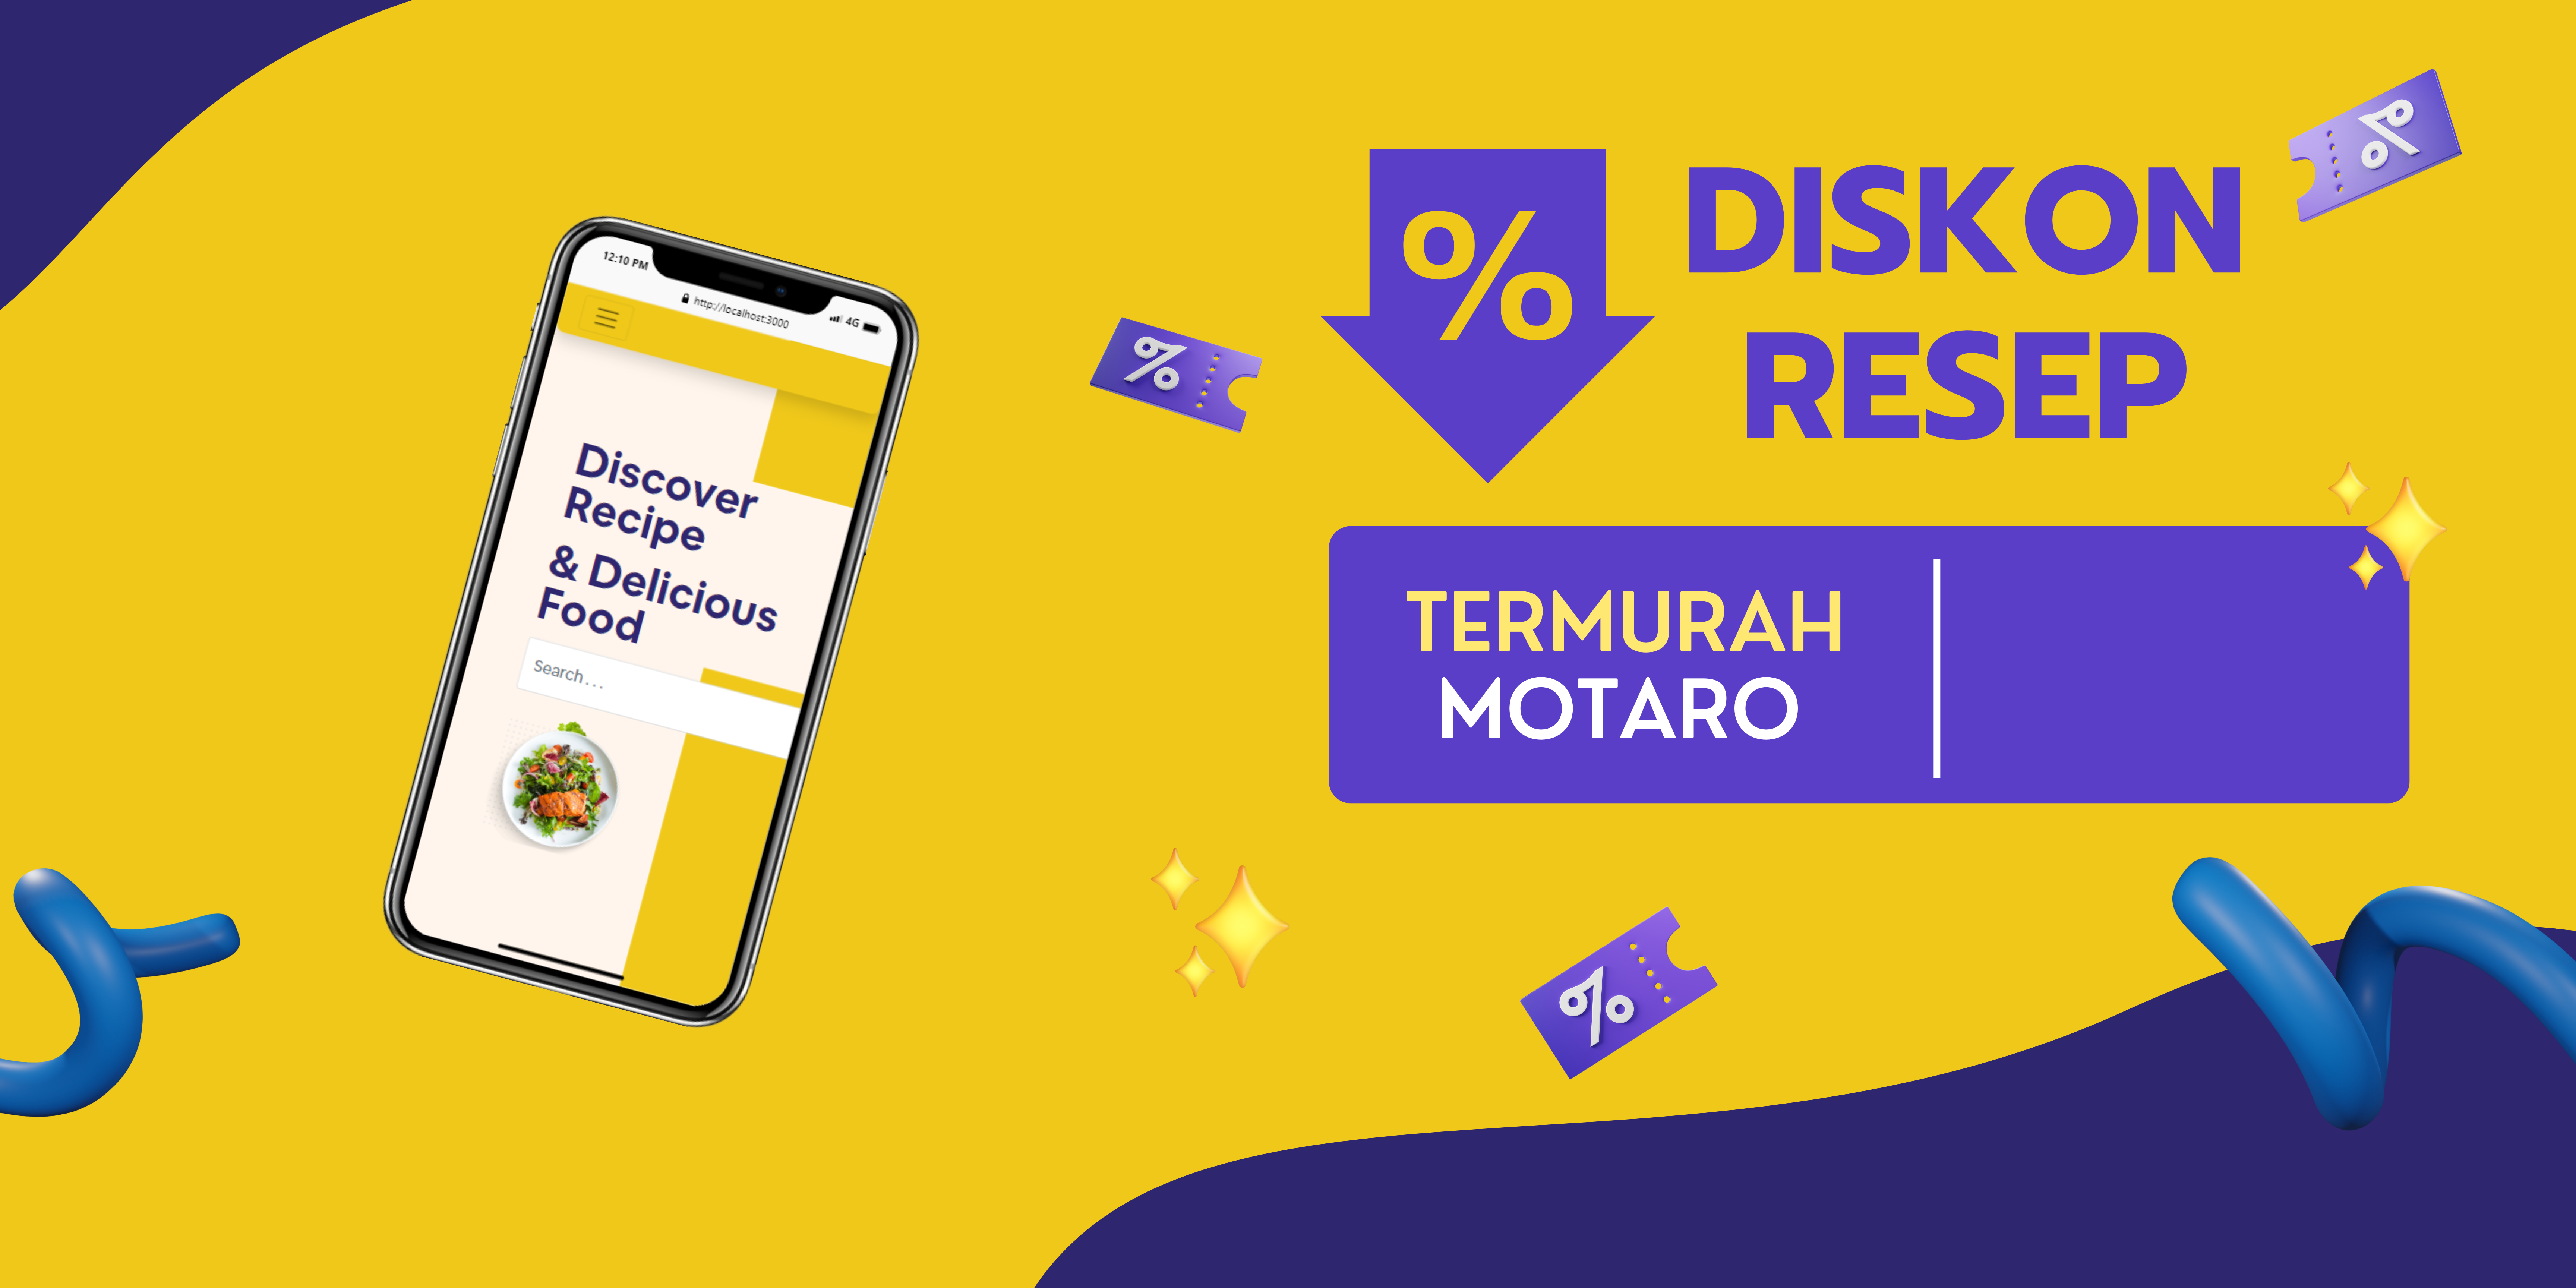 12:10 PM
http://localhost:3000
4G
Discover
Recipe
& Delicious
Food
Search...
%
%
DISKON
RESEP
%
TERMURAH
MOTARO
%